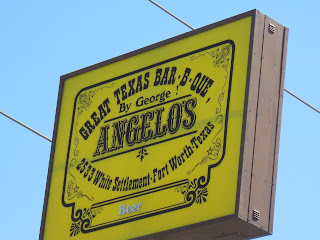 GREAT TEXAS BAR-B-QUE,
By George!
ANGELO'S
2533 White Settlement-Fort Worth-Texas
Beer